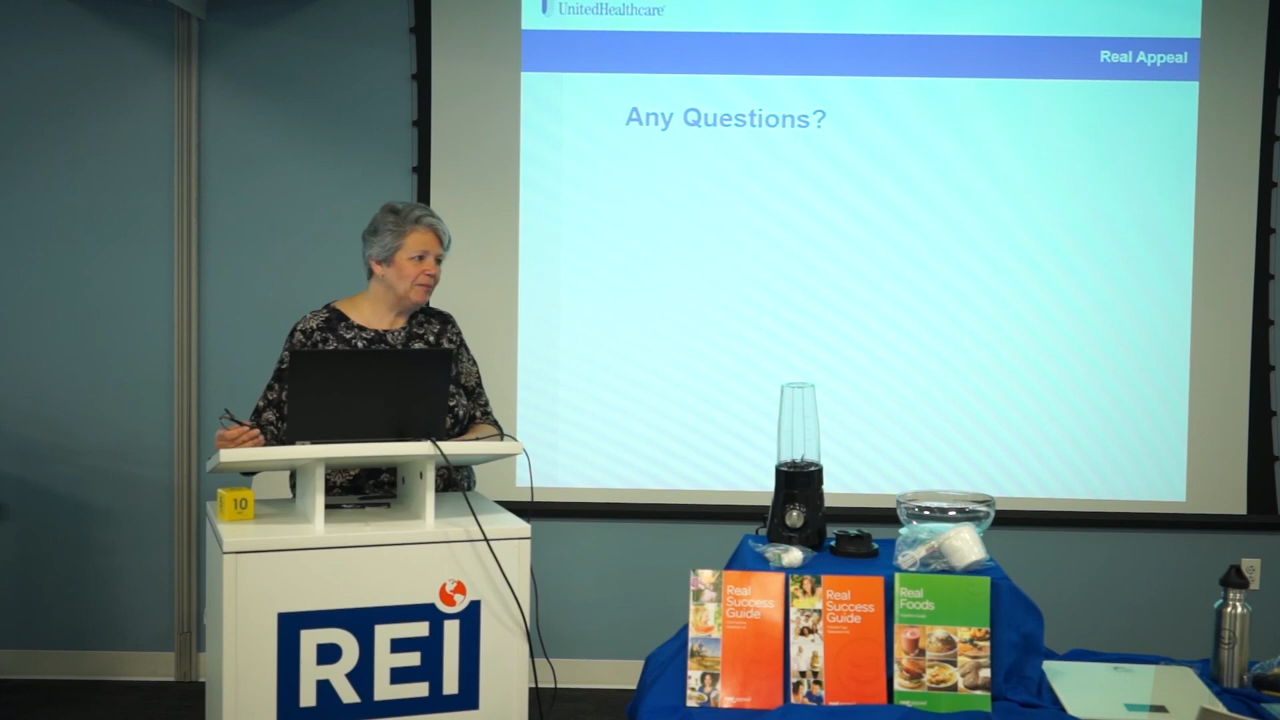 UnitedHealthcare
Real Appeal
Any Questions?
10
REi
Real
Success
Guide
Real
Success
Guide
Real
Foods